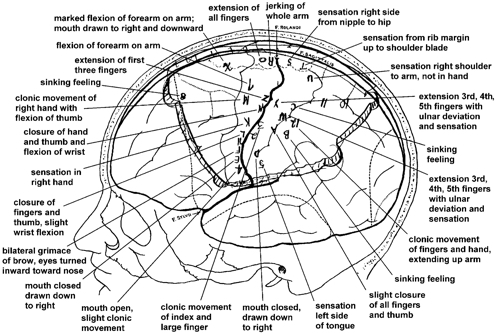 marked flexion of forearm on arm;
mouth drawn to right and downward
flexion of forearm on arm
extension of first
three fingers
sinking feeling
clonic movement of
right hand with
flexion of thumb
closure of hand
and thumb and
flexion of wrist
sensation in
right hand
closure of
fingers and
thumb, slight
wrist flexion
bilateral grimace
of brow, eyes turned
inward toward nose
mouth closed
drawn down
to right
mouth open,
slight clonic
movement
clonic movement
of index and
large finger
mouth closed,
drawn down
to right
sensation
left side
of tongue
slight closure
of all fingers
and thumb
sinking feeling
clonic movement
of fingers and hand,
extending up arm
extension 3rd,
4th, 5th fingers
with ulnar
deviation and
sensation
sinking
feeling
extension 3rd, 4th,
5th fingers with
ulnar deviation
and sensation
sensation right shoulder
to arm, not in hand
sensation from rib margin
up to shoulder blade
sensation right side
from nipple to hip
jerking of
whole arm
extension of
all fingers
F. ROLANDO
F. SYLVII